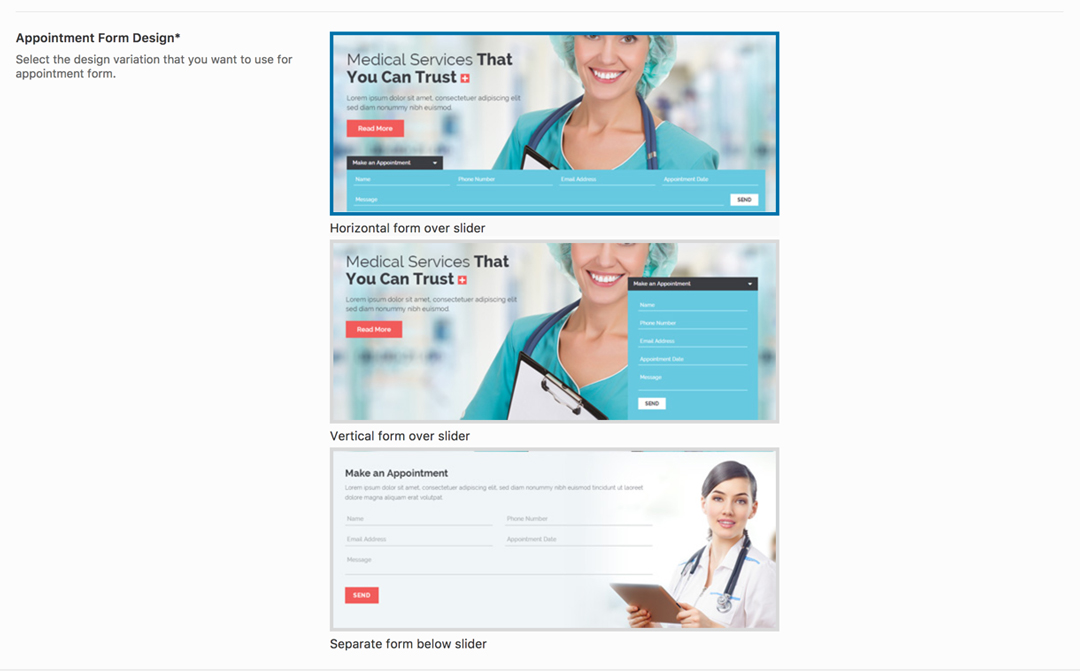 Appointment Form Design*
Select the design variation that you want to use for
appointment form.
Medical Services That
You Can Trust
Lorem ipsum dolor sit amet, consectetuer adipiscing elit
sed diam nonummy nibh euismod.
Read More
Make an Appointment
Name Phone Number Email Address Appointment Date
Message SEND
Horizontal form over slider
Medical Services That
You Can Trust
Lorem ipsum dolor sit amet, consectetuer adipiscing elit
sed diam nonummy nibh euismod.
Read More
Make an Appointment
Name
Phone Number
Email Address
Appointment Date
Message
SEND
Vertical form over slider
Make an Appointment
Lorem ipsum dolor sit amet, consectetuer adipiscing elit, sed diam nonummy nibh euismod tincidunt ut laoreet
dolore magna aliquam erat volutpat.
Name Phone Number
Email Address Appointment Date
Message
SEND
Separate form below slider